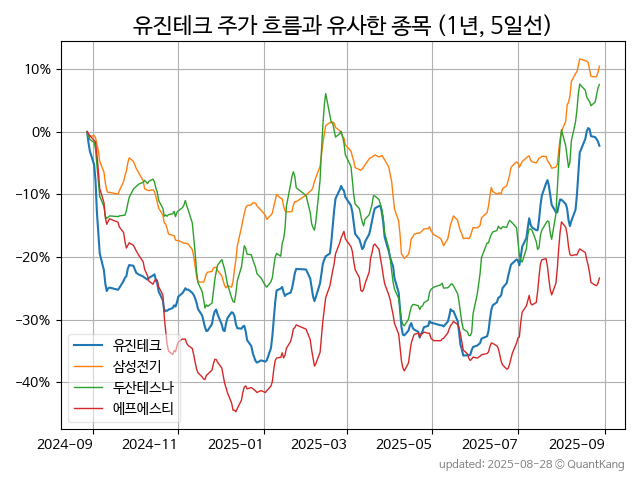 유진테크 주가 흐름과 유사한 종목 (1년, 5일선)
10%
0%
−10%
−20%
−30%
−40%
유진테크
삼성전기
두산테스나
에프에스티
2024-09 2024-11 2025-01 2025-03 2025-05 2025-07 2025-09
updated: 2025-08-28 ⓒ QuantKang